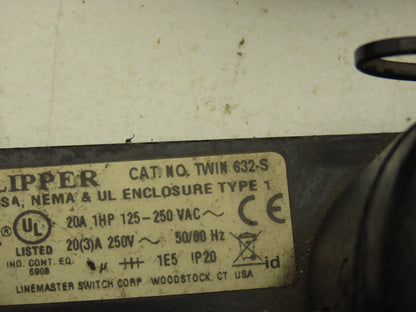 LIPPER CAT. NO. TWIN 632-S
SA, NEMA & UL ENCLOSURE TYPE 1
UL ® 20A 1HP 125-250 VAC ~ CE
LISTED 20(3)A 250V ~ 50/60 Hz
IND. CONT. EQ.
6908 µ 1E5 IP20 id
LINEMASTER SWITCH CORP. WOODSTOCK, CT. USA